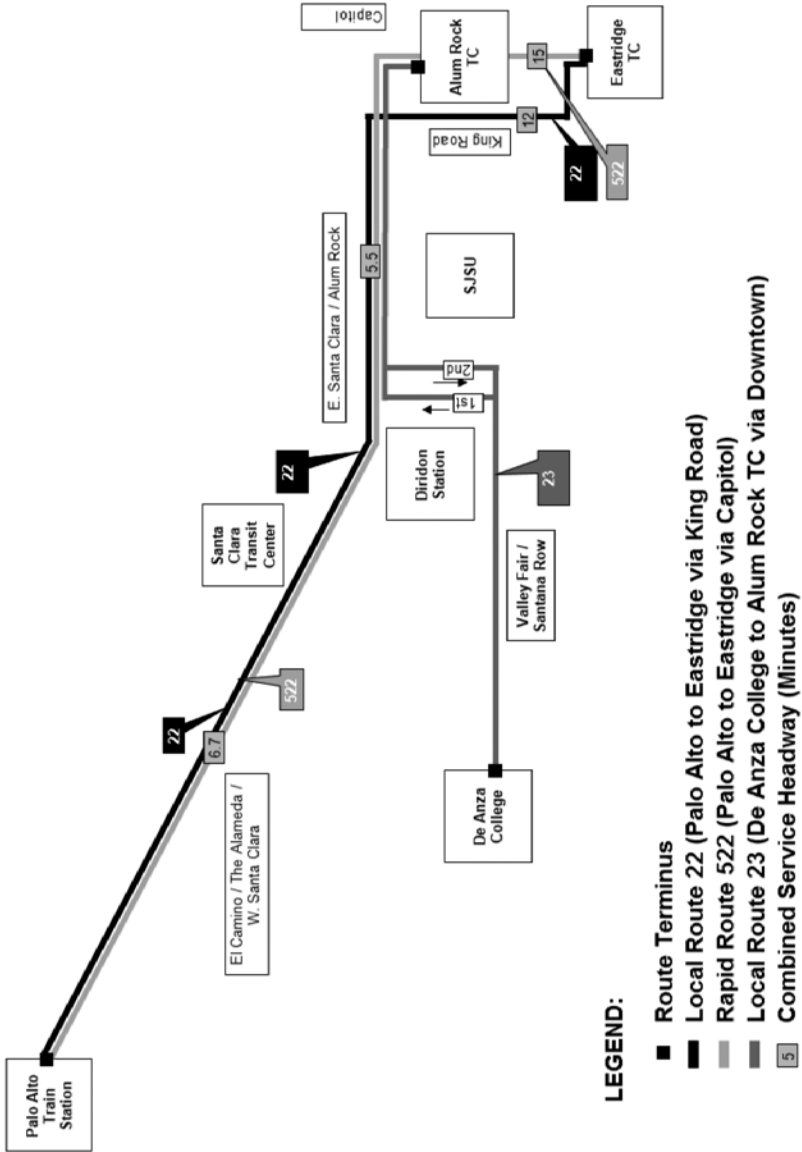 Palo Alto
Train
Station
El Camino / The Alameda /
W. Santa Clara
6.7
22
522
Santa
Clara
Transit
Center
22
E. Santa Clara / Alum Rock
5.5
Capitol
Alum Rock
TC
15
Eastridge
TC
King Road
12
22
522
SJSU
2nd
1st
Diridon
Station
23
Valley Fair /
Santana Row
De Anza
College
LEGEND:
Route Terminus
Local Route 22 (Palo Alto to Eastridge via King Road)
Rapid Route 522 (Palo Alto to Eastridge via Capitol)
Local Route 23 (De Anza College to Alum Rock TC via Downtown)
5 Combined Service Headway (Minutes)